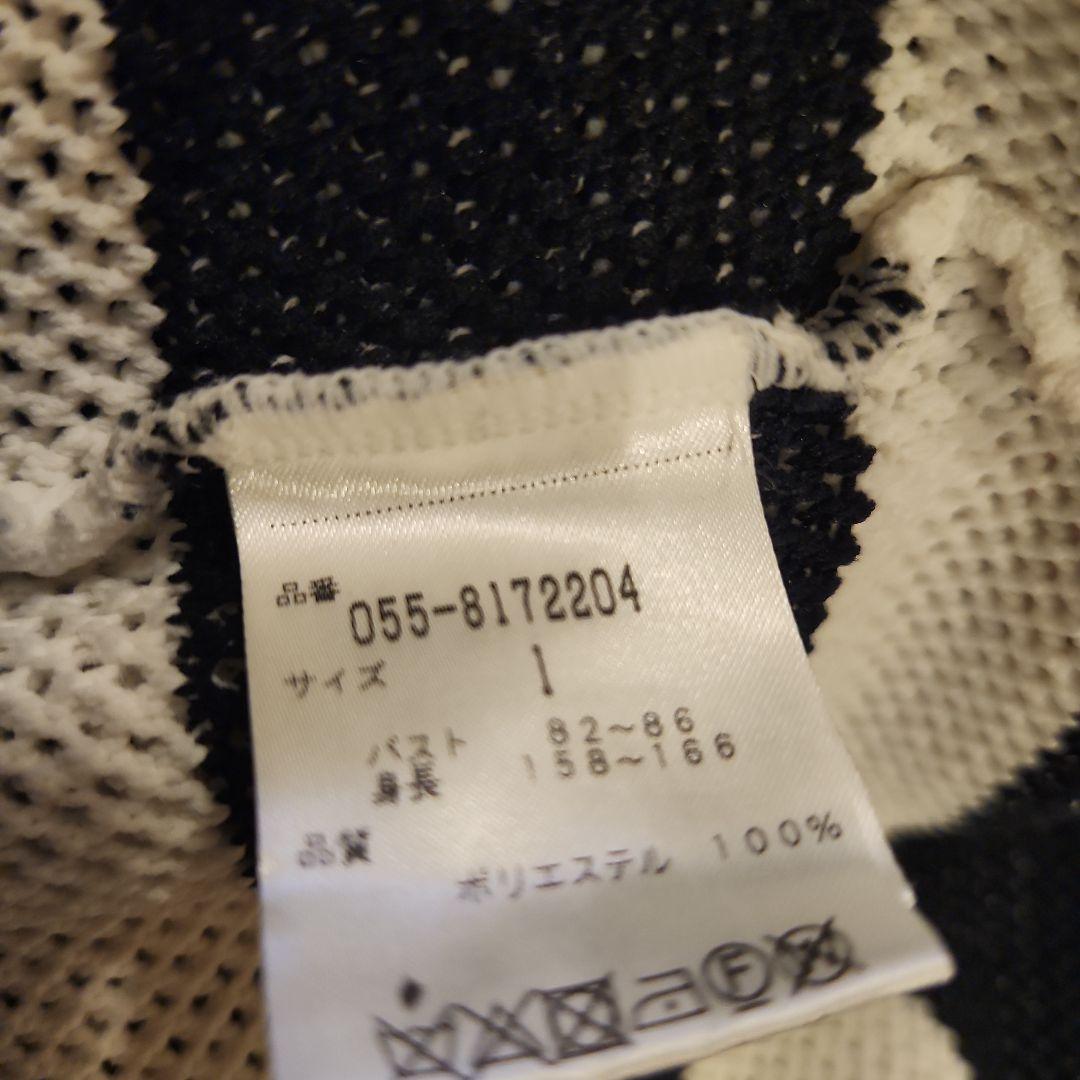 品番 055-8172204
サイズ 1
バスト 82~86
身長 158~166
品質
ポリエステル 100%
F
W